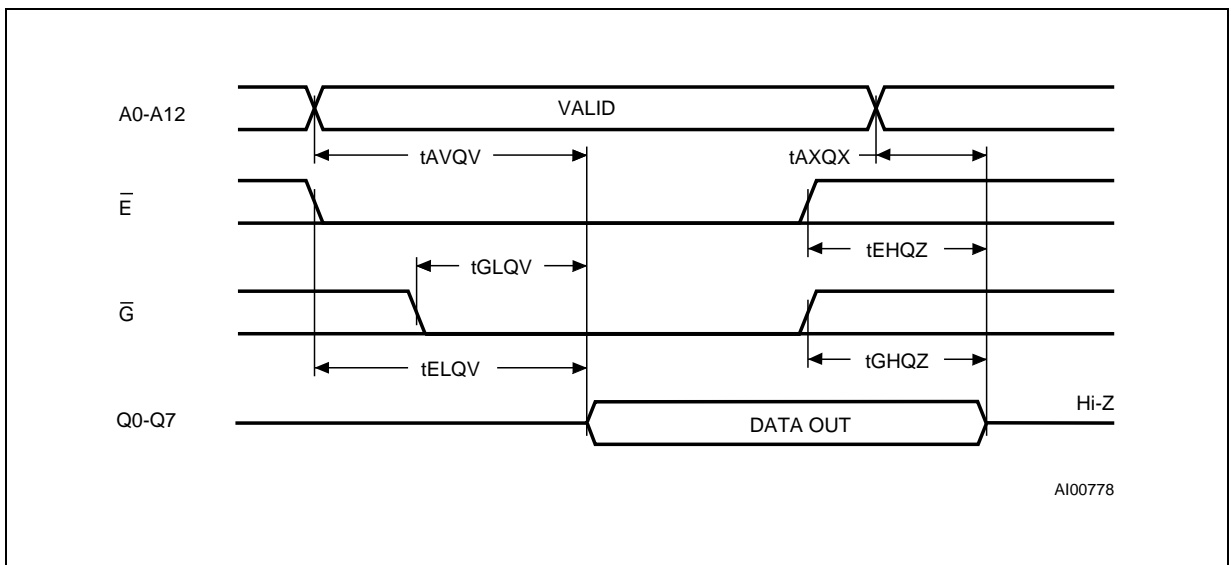 A0-A12
VALID
tAVQV
tAXQX
E̅
tEHQZ
tGLQV
G̅
tGHQZ
tELQV
Hi-Z
Q0-Q7
DATA OUT
AI00778